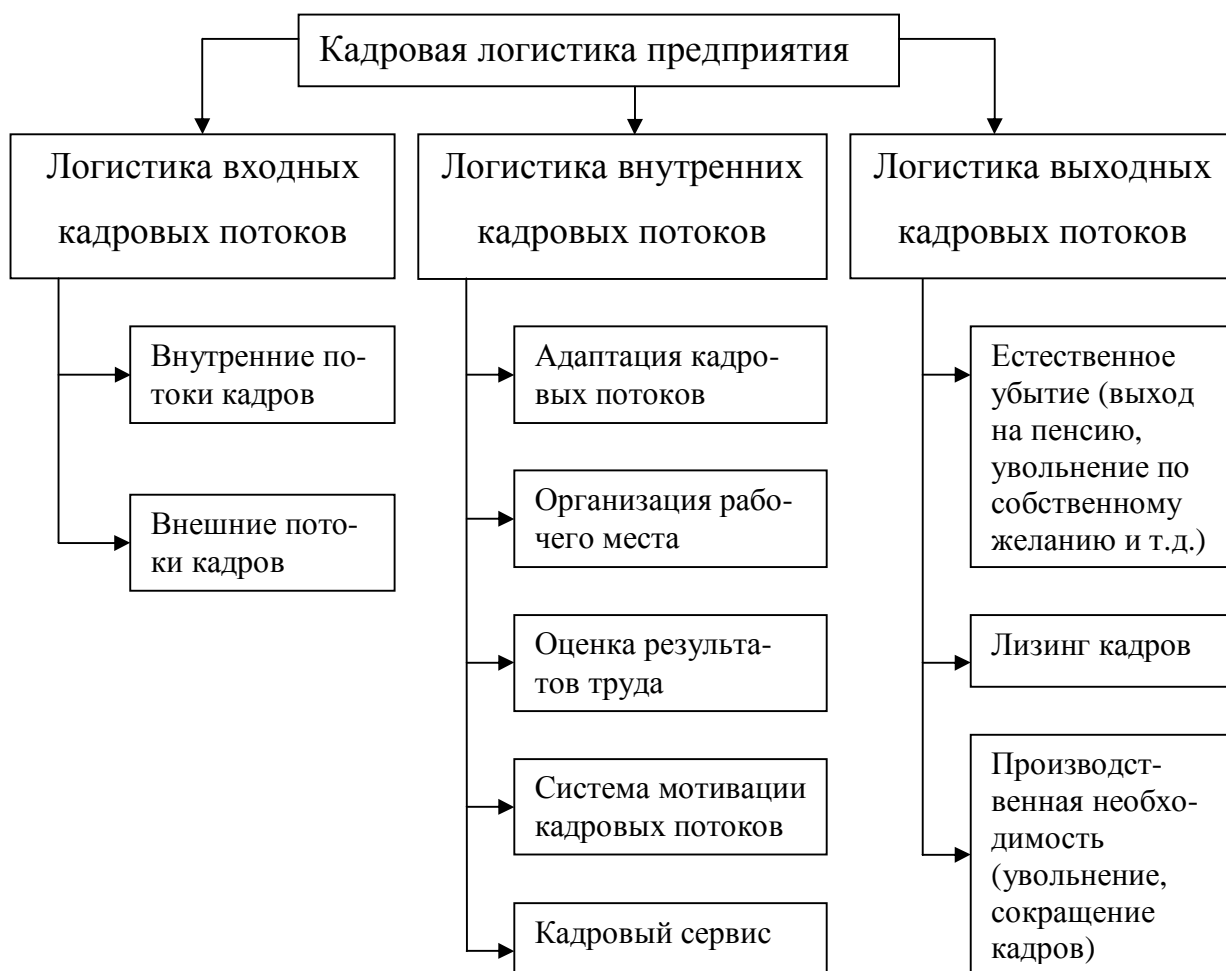 Кадровая логистика предприятия
Логистика входных
кадровых потоков
Внутренние по-
токи кадров
Внешние пото-
ки кадров
Логистика внутренних
кадровых потоков
Адаптация кадро-
вых потоков
Организация рабо-
чего места
Оценка результа-
тов труда
Система мотивации
кадровых потоков
Кадровый сервис
Логистика выходных
кадровых потоков
Естественное
убытие (выход
на пенсию,
увольнение по
собственному
желанию и т.д.)
Лизинг кадров
Производст-
венная необхо-
димость
(увольнение,
сокращение
кадров)